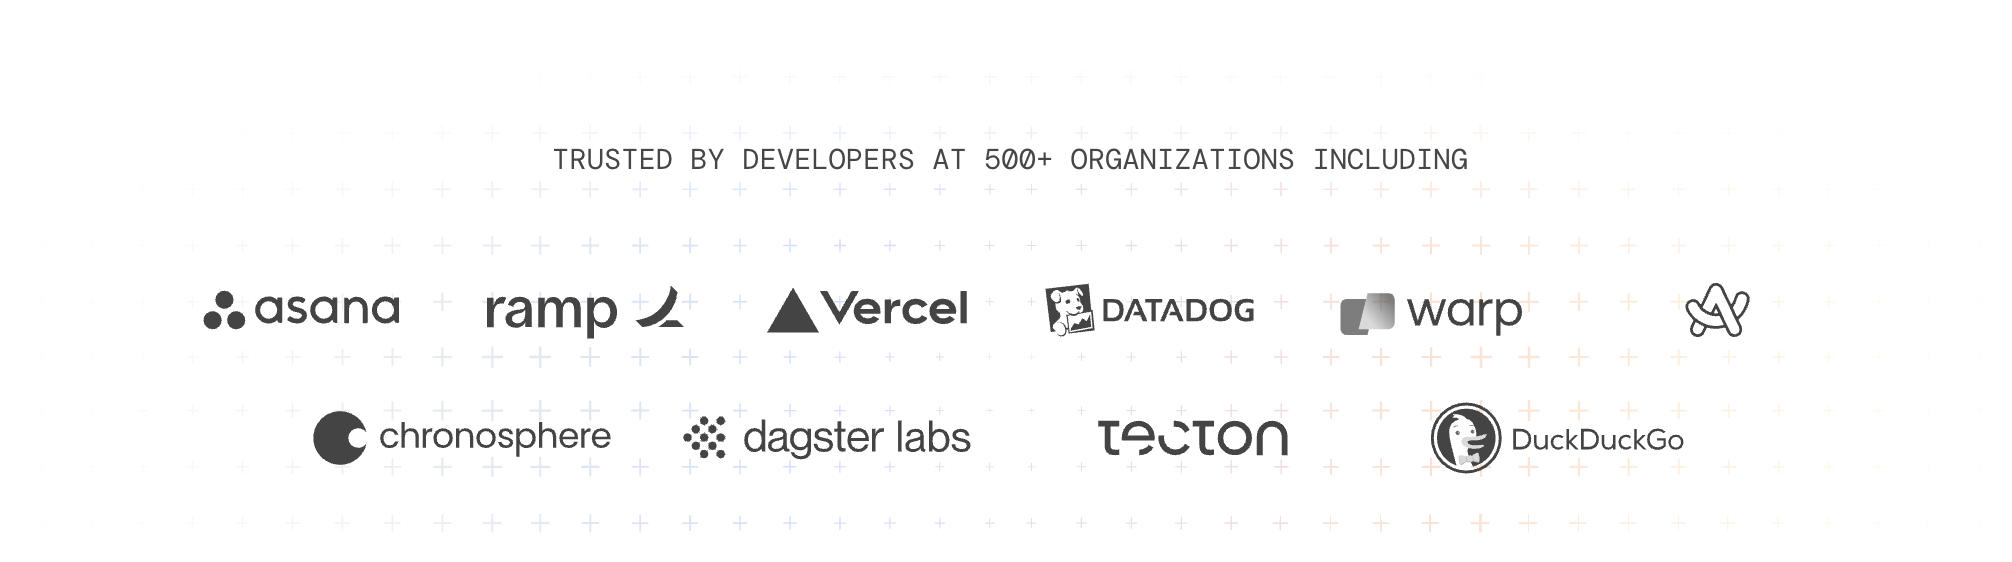 TRUSTED BY DEVELOPERS AT 500+ ORGANIZATIONS INCLUDING
asana ramp Vercel DATADOG warp
chronosphere dagster labs tecton DuckDuckGo